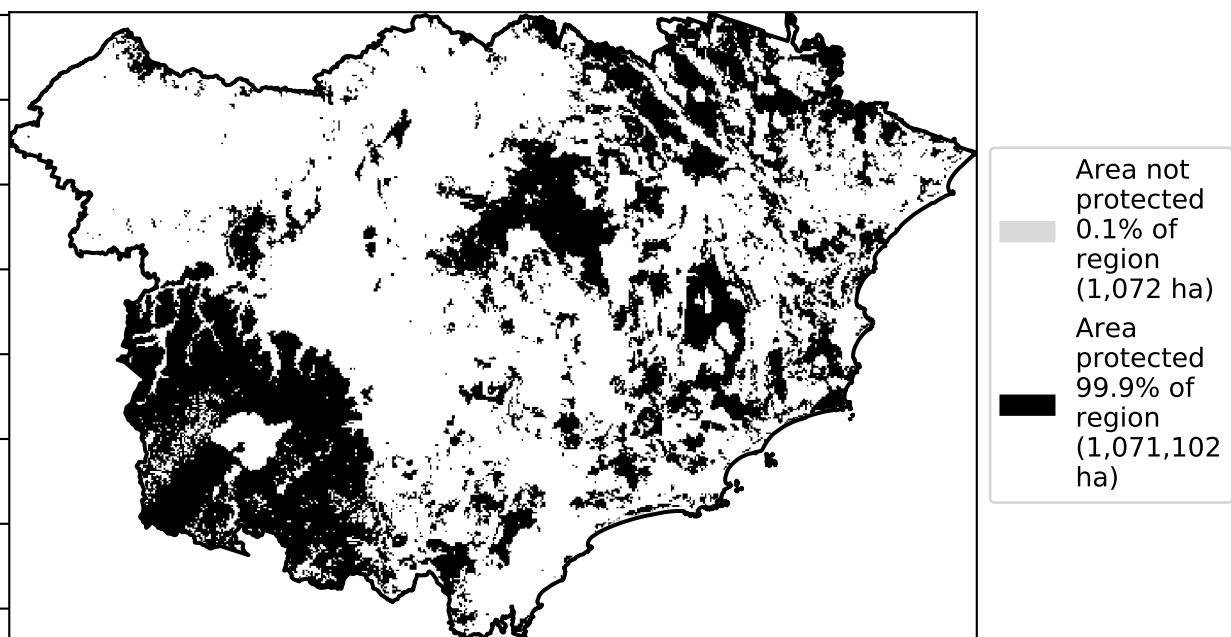 Area not
protected
0.1% of
region
(1,072 ha)
Area
protected
99.9% of
region
(1,071,102
ha)